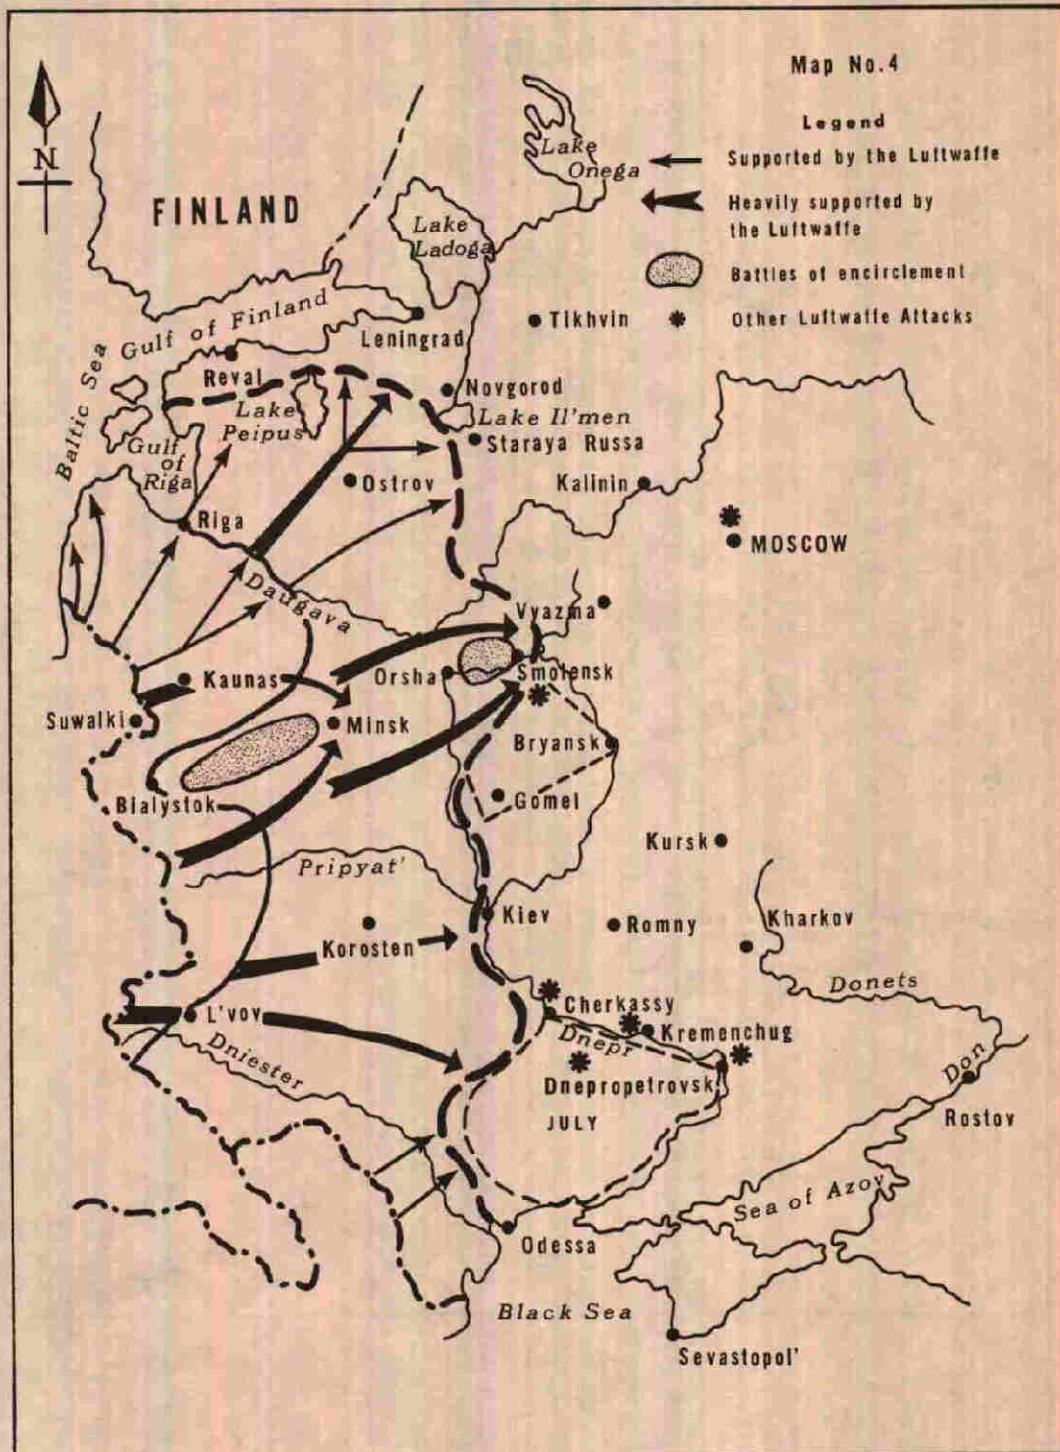 Map No.4
Legend
Supported by the Luftwaffe
Heavily supported by
the Luftwaffe
Battles of encirclement
Other Luftwaffe Attacks
N
FINLAND
Lake
Onega
Lake
Ladoga
Gulf of Finland
Leningrad
Tikhvin
Baltic Sea
Reval
Novgorod
Lake
Peipus
Lake Il'men
Staraya Russa
Gulf
of
Riga
Ostrov
Kalinin
Riga
MOSCOW
Daugava
Vyazma
Kaunas
Orsha
Smolensk
Suwalki
Minsk
Bryansk
Bialystok
Gomel
Kursk
Pripyat'
Kiev
Romny
Kharkov
Korosten
Donets
L'vov
Cherkassy
Dnepr
Kremenchug
Dniester
Don
Dnepropetrovsk
JULY
Rostov
Sea of Azov
Odessa
Black Sea
Sevastopol'